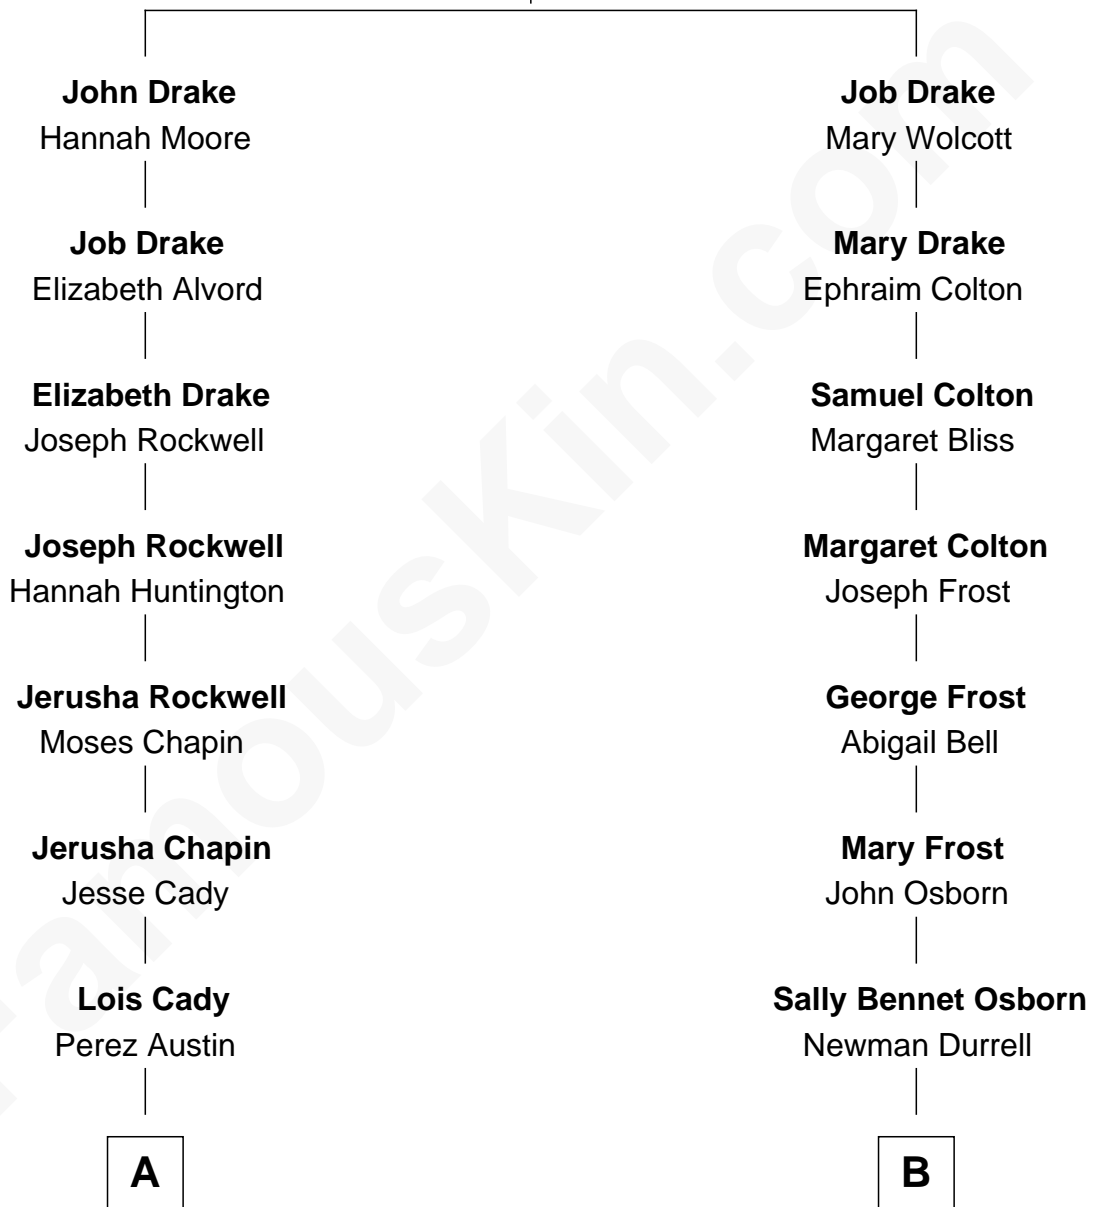 John Drake
Hannah Moore
Job Drake
Elizabeth Alvord
Elizabeth Drake
Joseph Rockwell
Joseph Rockwell
Hannah Huntington
Jerusha Rockwell
Moses Chapin
Jerusha Chapin
Jesse Cady
Lois Cady
Perez Austin
A
Job Drake
Mary Wolcott
Mary Drake
Ephraim Colton
Samuel Colton
Margaret Bliss
Margaret Colton
Joseph Frost
George Frost
Abigail Bell
Mary Frost
John Osborn
Sally Bennet Osborn
Newman Durrell
B
FamousKin.com